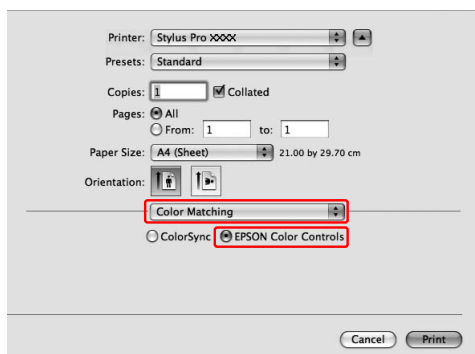 Printer: Stylus Pro XXXX
Presets: Standard
Copies: 1 Collated
Pages: All
From: 1 to: 1
Paper Size: A4 (Sheet) 21.00 by 29.70 cm
Orientation:
Color Matching
ColorSync EPSON Color Controls
Cancel Print